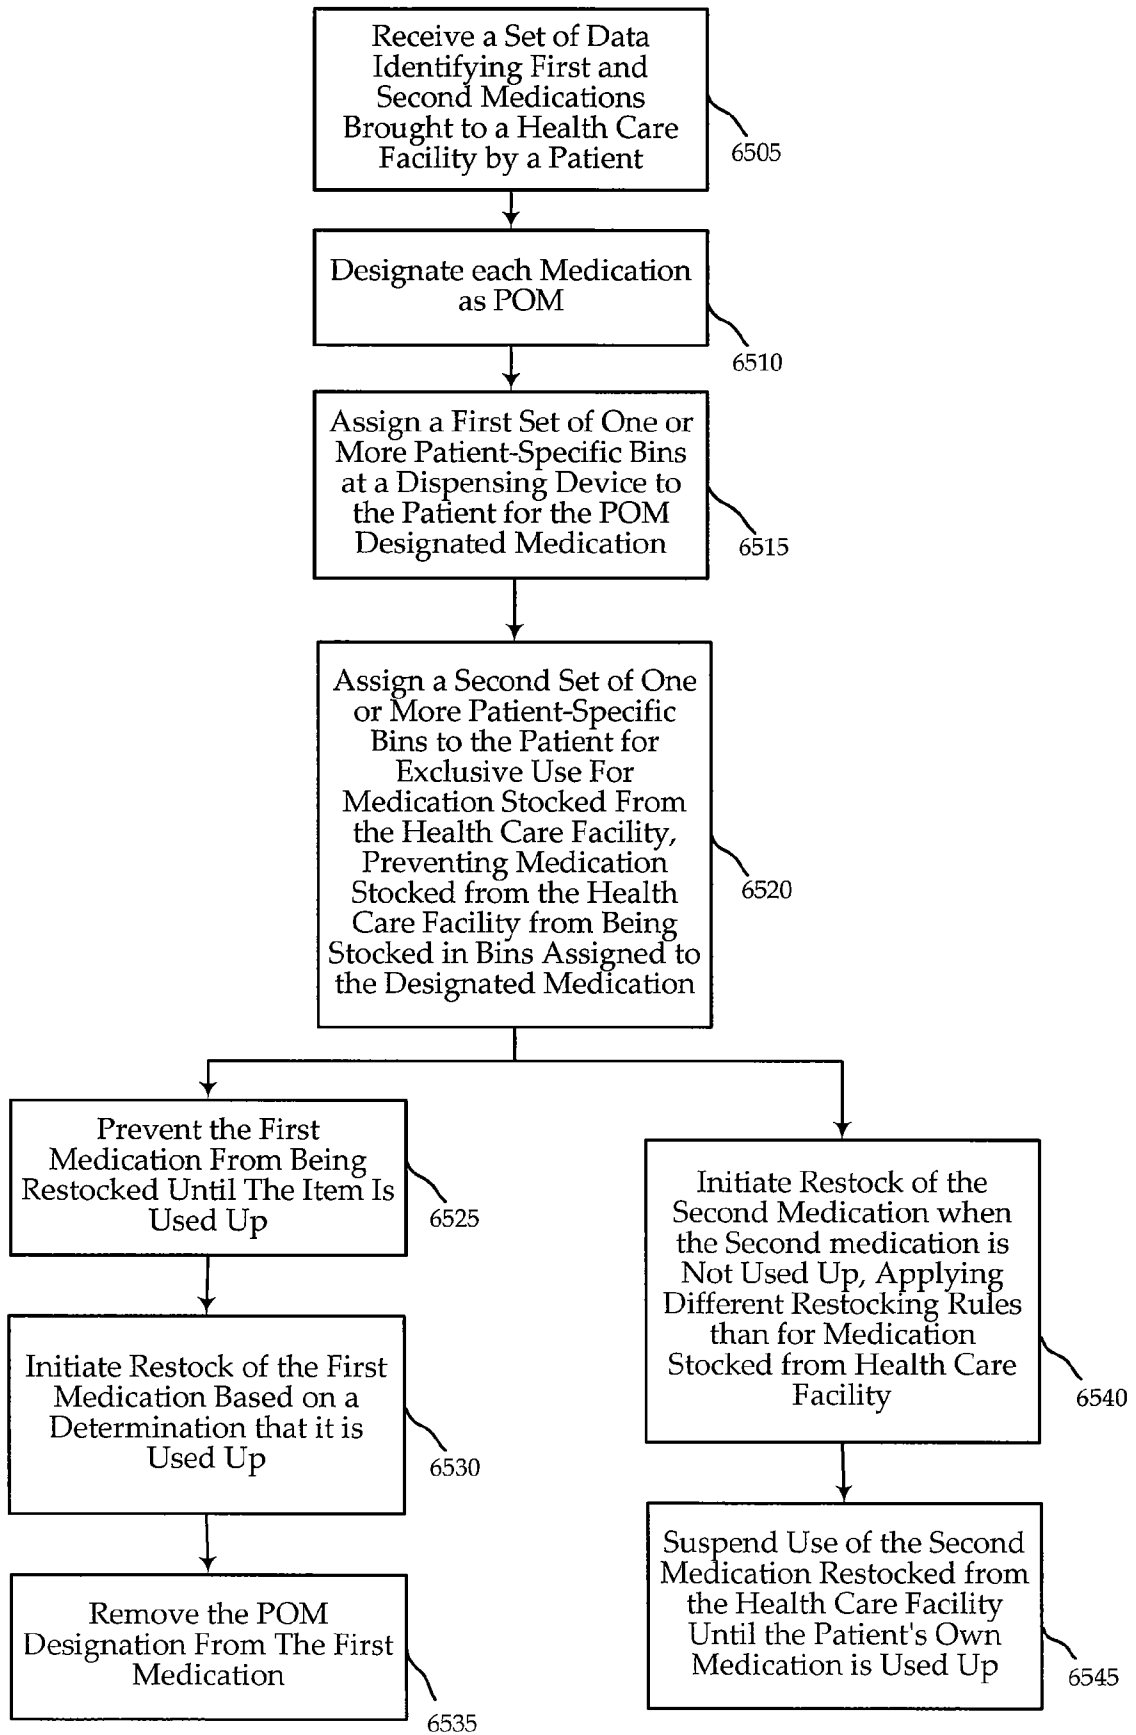 Receive a Set of Data
Identifying First and
Second Medications
Brought to a Health Care
Facility by a Patient
6505
Designate each Medication
as POM
6510
Assign a First Set of One or
More Patient-Specific Bins
at a Dispensing Device to
the Patient for the POM
Designated Medication
6515
Assign a Second Set of One
or More Patient-Specific
Bins to the Patient for
Exclusive Use For
Medication Stocked From
the Health Care Facility,
Preventing Medication
Stocked from the Health
Care Facility from Being
Stocked in Bins Assigned to
the Designated Medication
6520
Prevent the First
Medication From Being
Restocked Until The Item Is
Used Up
6525
Initiate Restock of the First
Medication Based on a
Determination that it is
Used Up
6530
Remove the POM
Designation From The First
Medication
6535
Initiate Restock of the
Second Medication when
the Second medication is
Not Used Up, Applying
Different Restocking Rules
than for Medication
Stocked from Health Care
Facility
6540
Suspend Use of the Second
Medication Restocked from
the Health Care Facility
Until the Patient's Own
Medication is Used Up
6545